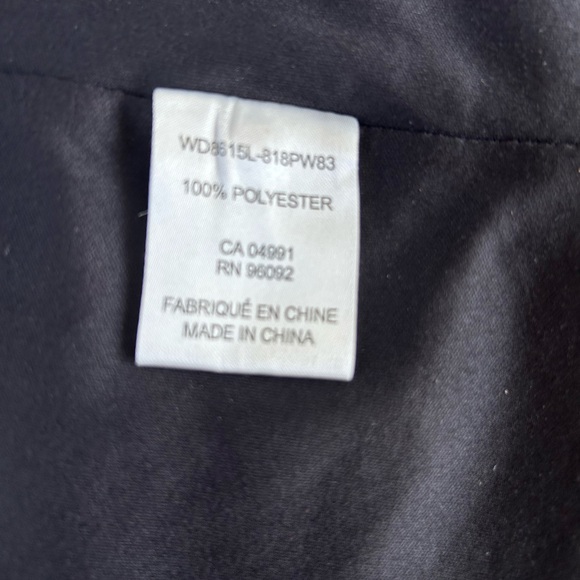 WD8615L-818PW83
100% POLYESTER
CA 04991
RN 96092
FABRIQUÉ EN CHINE
MADE IN CHINA